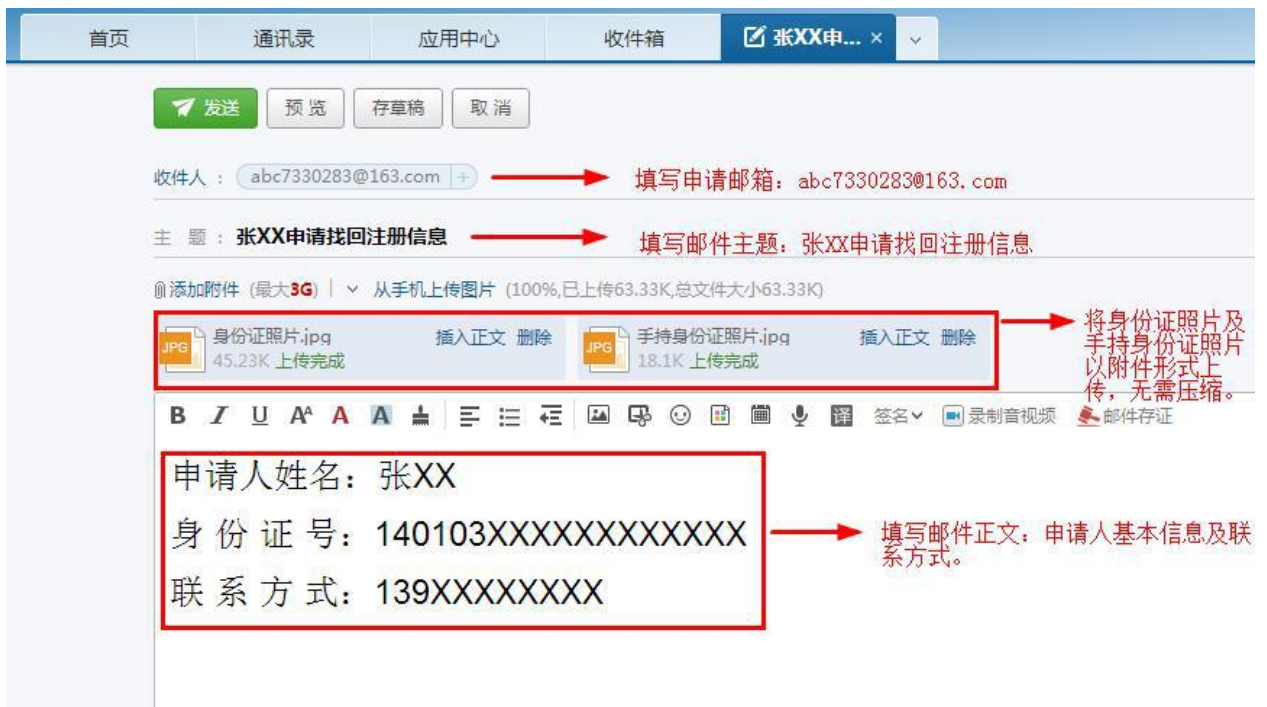 首页 通讯录 应用中心 收件箱 张XX申... ×
发送 预 览 存草稿 取 消
收件人 : abc7330283@163.com + 填写申请邮箱：abc7330283@163.com
主 题 : 张XX申请找回注册信息 填写邮件主题：张XX申请找回注册信息
添加附件 (最大3G) 从手机上传图片 (100%,已上传63.33K,总文件大小63.33K)
JPG 身份证照片.jpg 插入正文 删除
45.23K 上传完成
JPG 手持身份证照片.jpg 插入正文 删除
18.1K 上传完成
将身份证照片及
手持身份证照片
以附件形式上
传，无需压缩。
B I U AA A A 译 签名 录制音视频 邮件存证
申请人姓名：张XX
身 份 证 号：140103XXXXXXXXXXXX
联 系 方 式：139XXXXXXXX
填写邮件正文：申请人基本信息及联
系方式。